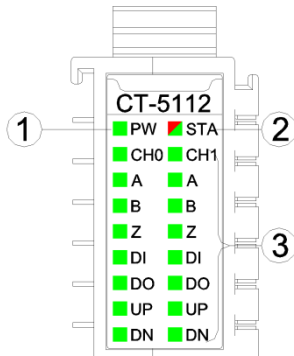 CT-5112
1 PW STA 2
CH0 CH1
A A
B B
Z Z
DI DI 3
DO DO
UP UP
DN DN